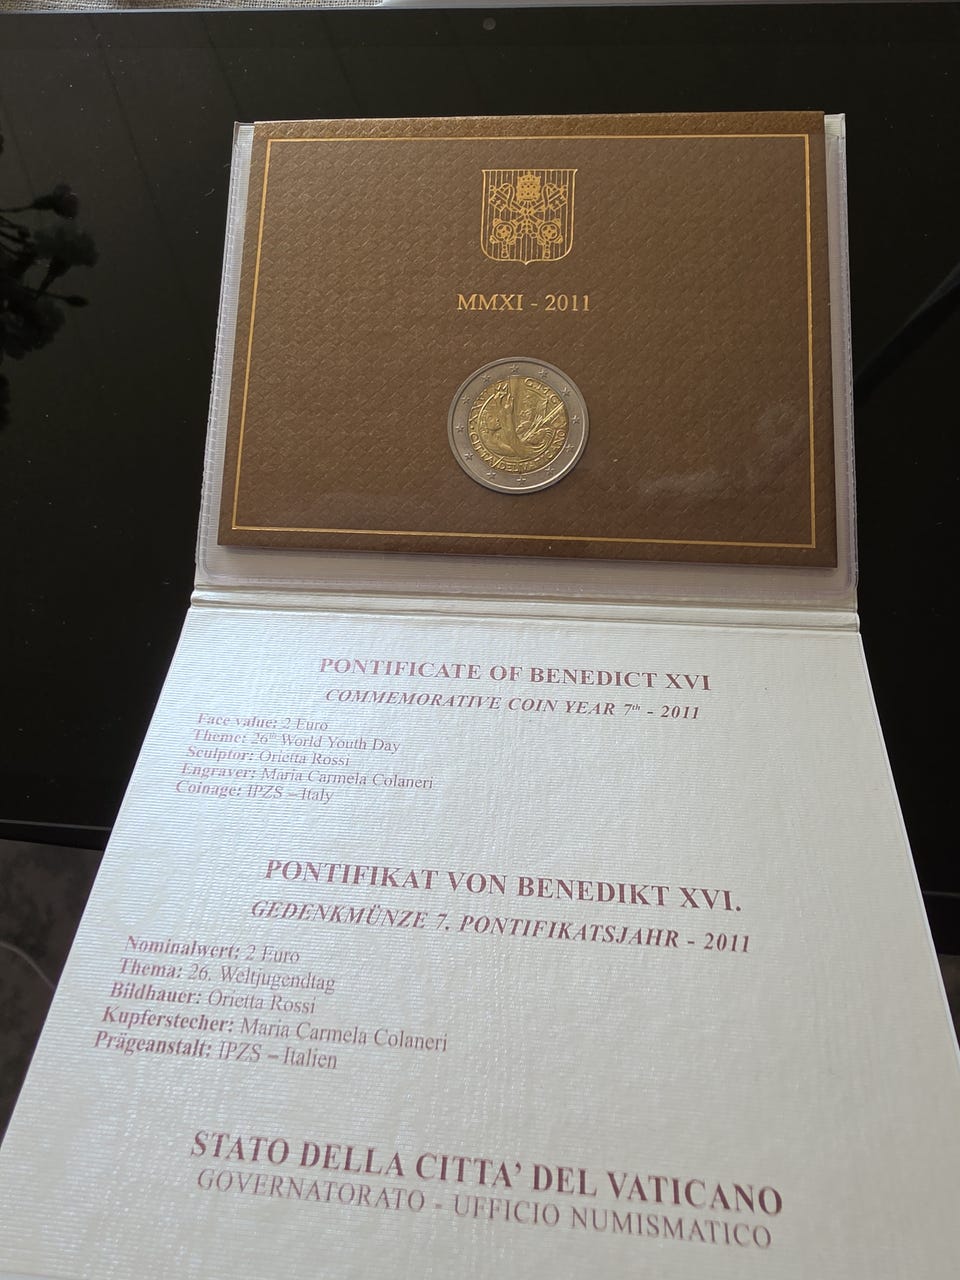 MMXI - 2011
G.M.G.
CITTA' DEL VATICANO
PONTIFICATE OF BENEDICT XVI
COMMEMORATIVE COIN YEAR 7th - 2011
Face value: 2 Euro
Theme: 26th World Youth Day
Sculptor: Orietta Rossi
Engraver: Maria Carmela Colaneri
Coinage: IPZS – Italy
PONTIFIKAT VON BENEDIKT XVI.
GEDENKMÜNZE 7. PONTIFIKATSJAHR - 2011
Nominalwert: 2 Euro
Thema: 26. Weltjugendtag
Bildhauer: Orietta Rossi
Kupferstecher: Maria Carmela Colaneri
Prägeanstalt: IPZS – Italien
STATO DELLA CITTA' DEL VATICANO
GOVERNATORATO - UFFICIO NUMISMATICO